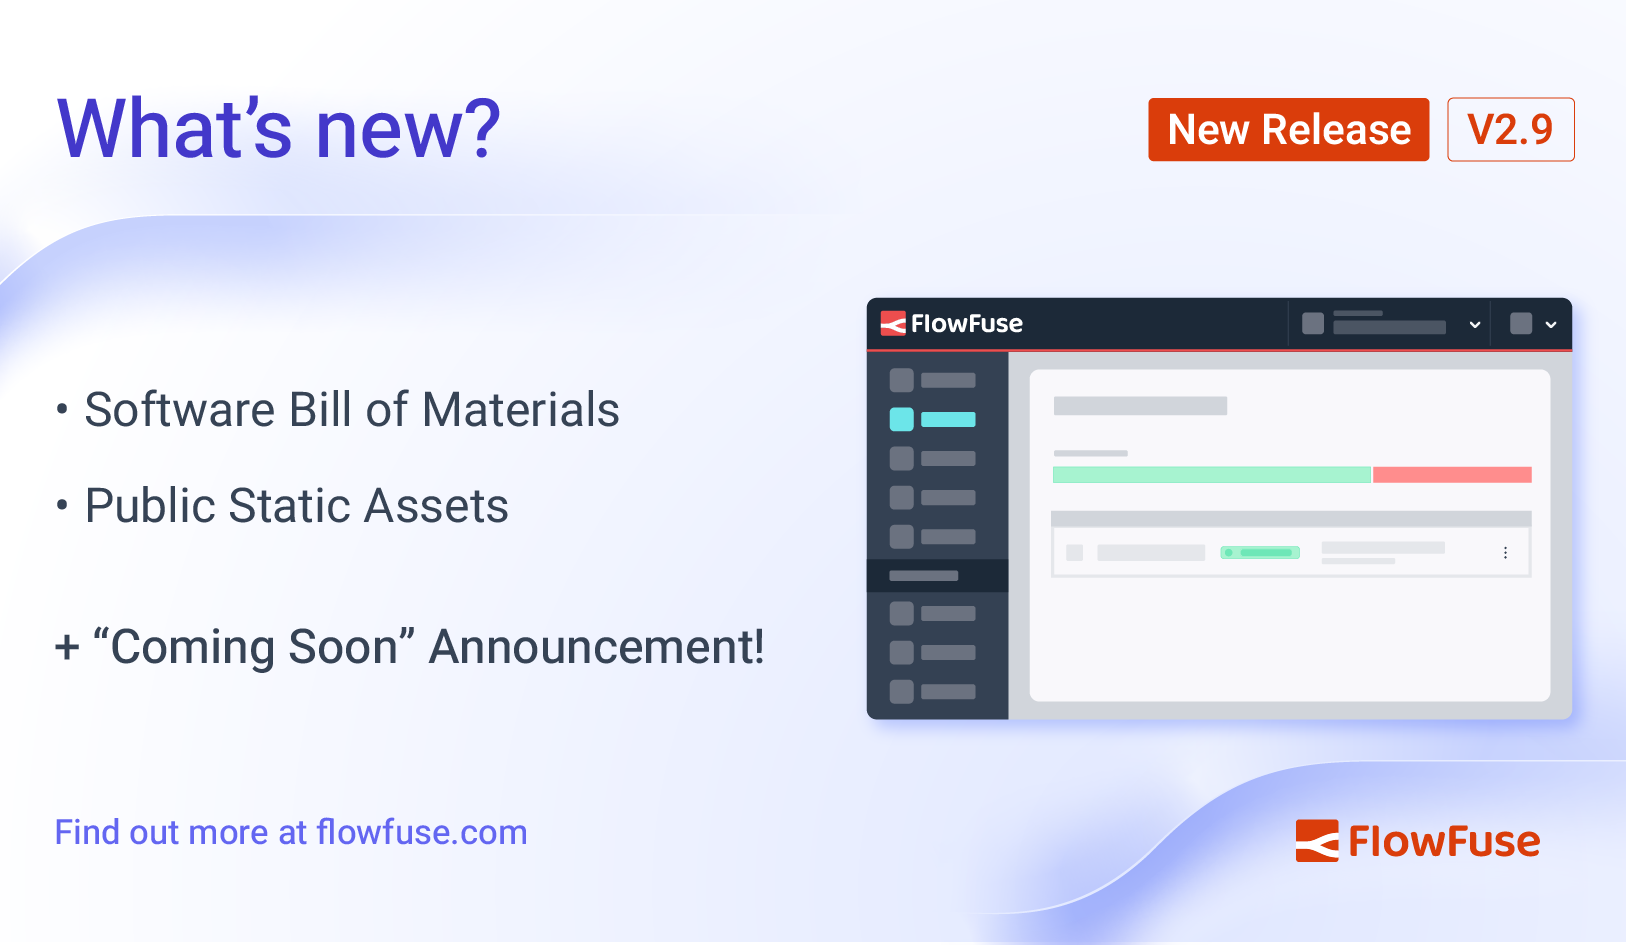 What’s new?
New Release
V2.9
FlowFuse
• Software Bill of Materials
• Public Static Assets
+ “Coming Soon” Announcement!
Find out more at flowfuse.com
FlowFuse